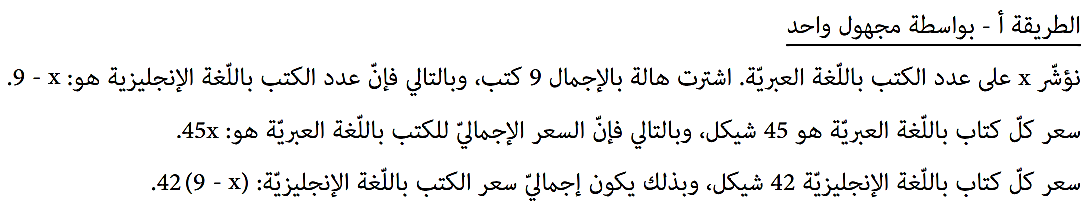 الطريقة أ - بواسطة مجهول واحد
نؤشّر x على عدد الكتب باللّغة العبريّة. اشترت هالة بالإجمال 9 كتب، وبالتالي فإنّ عدد الكتب باللّغة الإنجليزية هو: 9 - x.
سعر كلّ كتاب باللّغة العبريّة هو 45 شيكل، وبالتالي فإنّ السعر الإجماليّ للكتب باللّغة العبريّة هو: 45x.
سعر كلّ كتاب باللّغة الإنجليزيّة 42 شيكل، وبذلك يكون إجماليّ سعر الكتب باللّغة الإنجليزيّة: 42(9 - x).